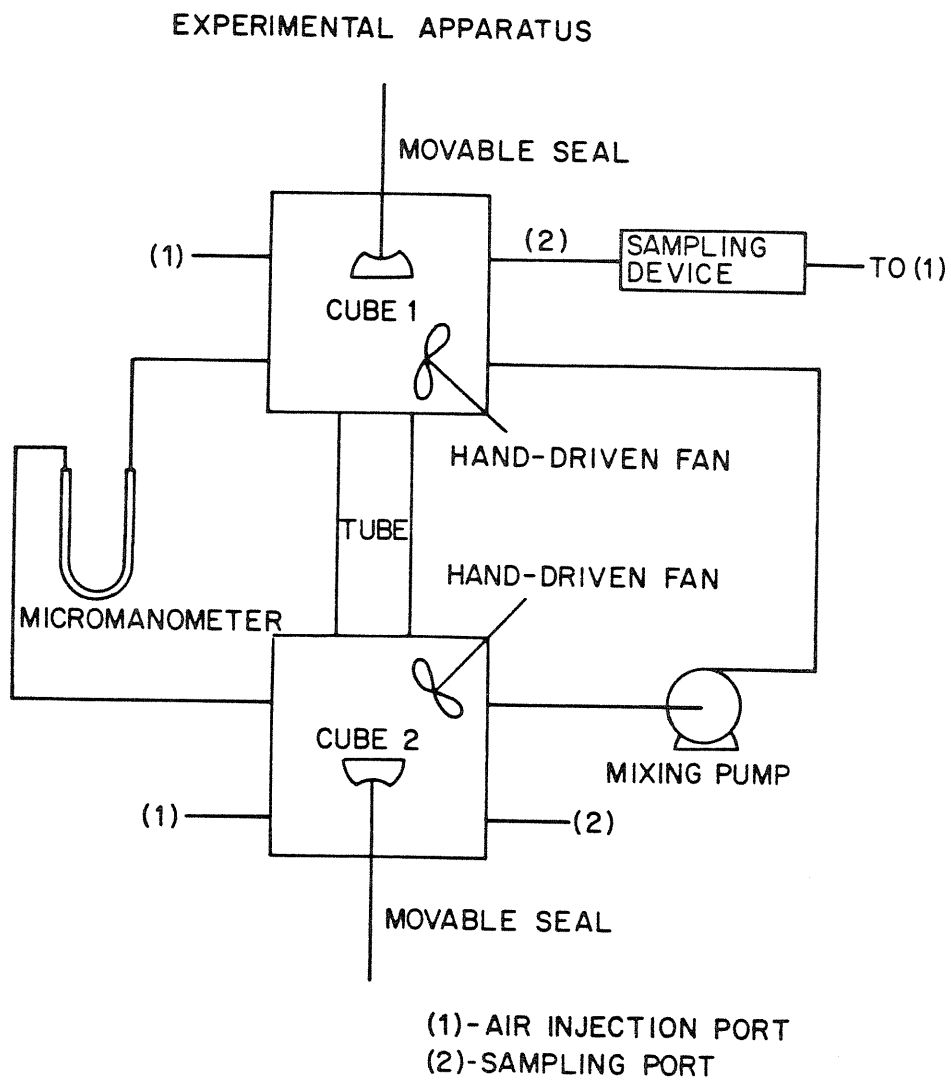 EXPERIMENTAL APPARATUS
MOVABLE SEAL
(1)
(2)
SAMPLING
DEVICE
TO (1)
CUBE 1
HAND-DRIVEN FAN
TUBE
HAND-DRIVEN FAN
MICROMANOMETER
CUBE 2
MIXING PUMP
(1)
(2)
MOVABLE SEAL
(1)-AIR INJECTION PORT
(2)-SAMPLING PORT